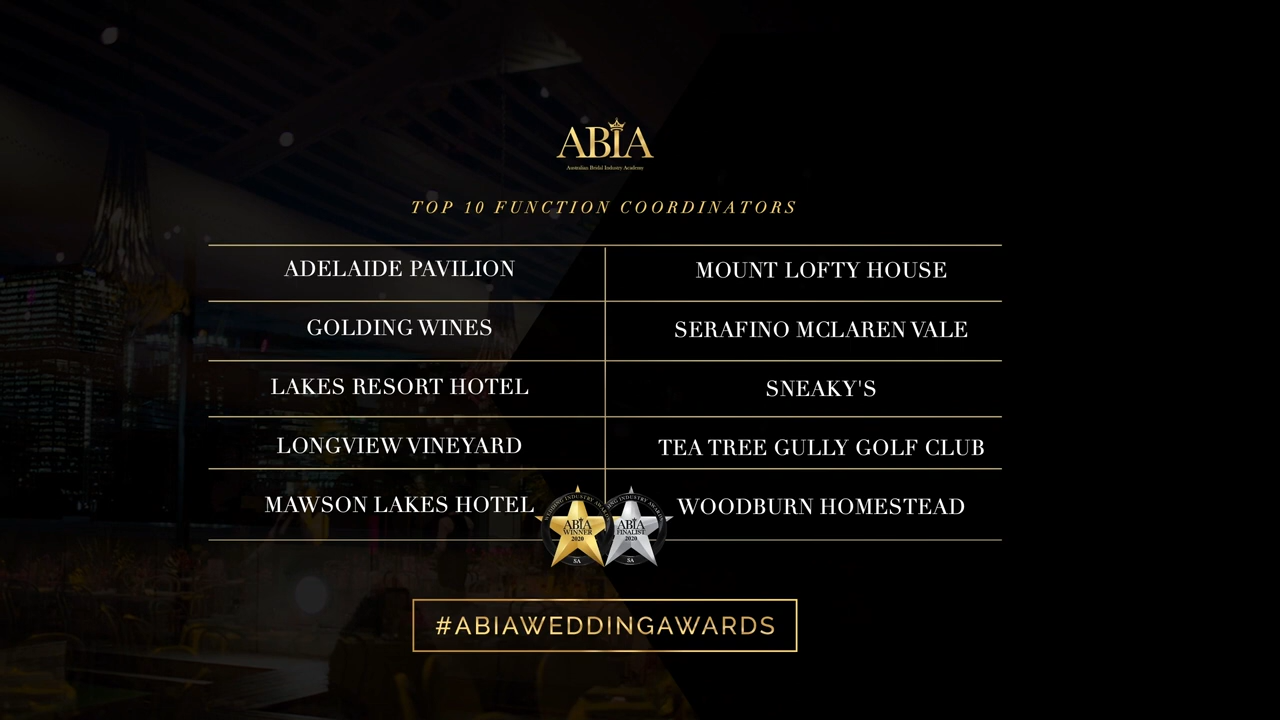 ABIA
Australian Bridal Industry Academy
TOP 10 FUNCTION COORDINATORS
ADELAIDE PAVILION
MOUNT LOFTY HOUSE
GOLDING WINES
SERAFINO MCLAREN VALE
LAKES RESORT HOTEL
SNEAKY'S
LONGVIEW VINEYARD
TEA TREE GULLY GOLF CLUB
MAWSON LAKES HOTEL
WOODBURN HOMESTEAD
ABIA
WINNER
2020
SA
ABIA
FINALIST
2020
SA
#ABIAWEDDINGAWARDS